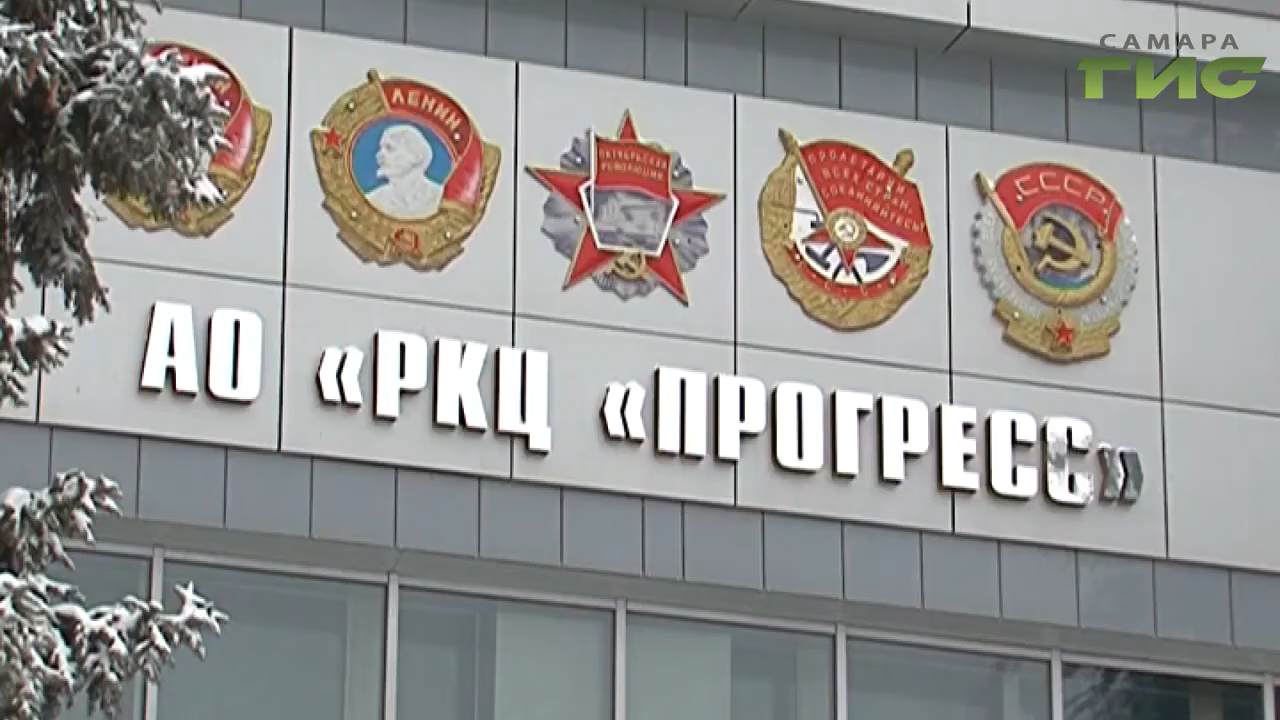 САМАРА
ГИС
ЛЕНИН
ОКТЯБРЬСКАЯ
РЕВОЛЮЦИЯ
ПРОЛЕТАРИИ
ВСЕХ СТРАН,
СОЕДИНЯЙТЕСЬ!
СССР
АО «РКЦ «ПРОГРЕСС»